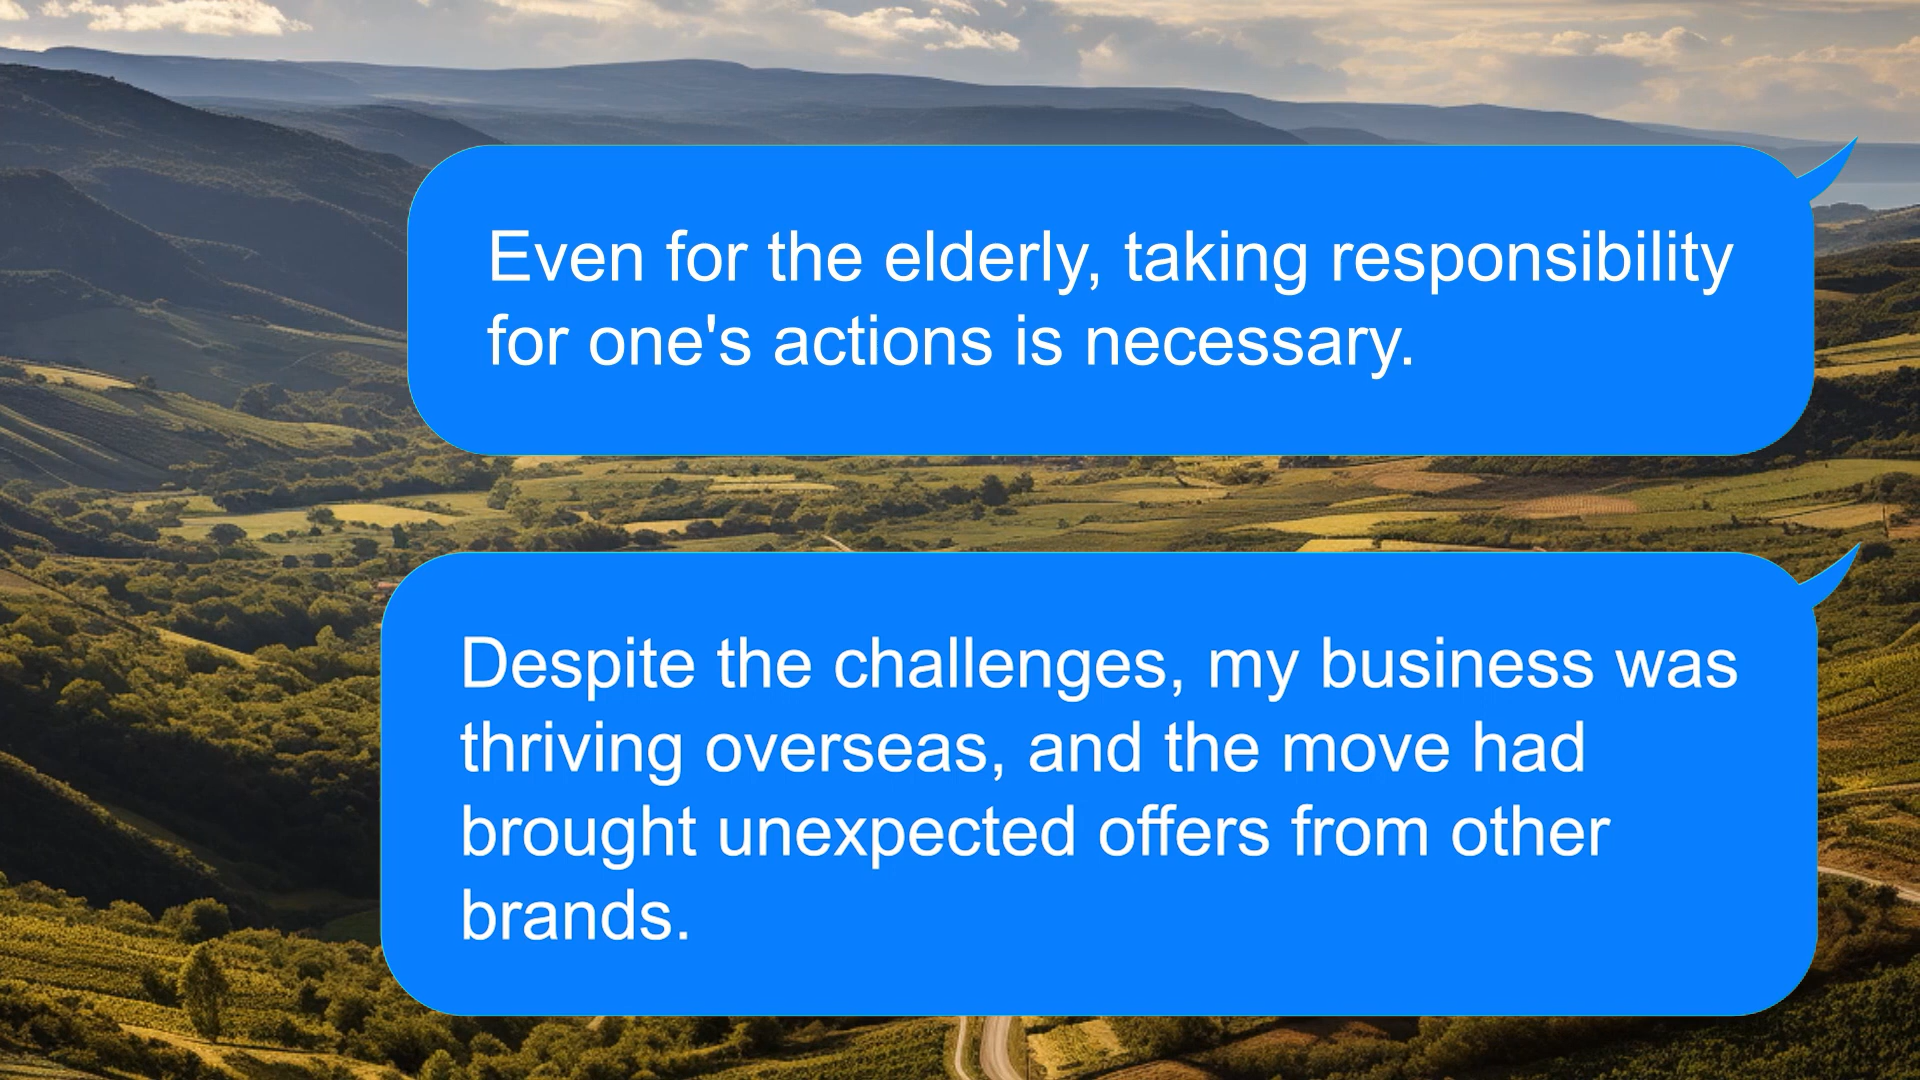 Even for the elderly, taking responsibility
for one's actions is necessary.
Despite the challenges, my business was
thriving overseas, and the move had
brought unexpected offers from other
brands.